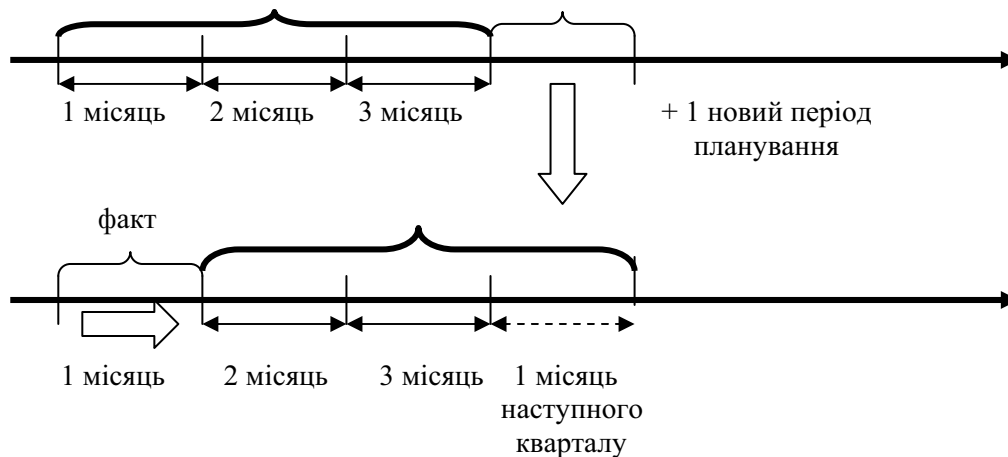 1 місяць 2 місяць 3 місяць + 1 новий період
планування
факт
1 місяць 2 місяць 3 місяць 1 місяць
наступного
кварталу